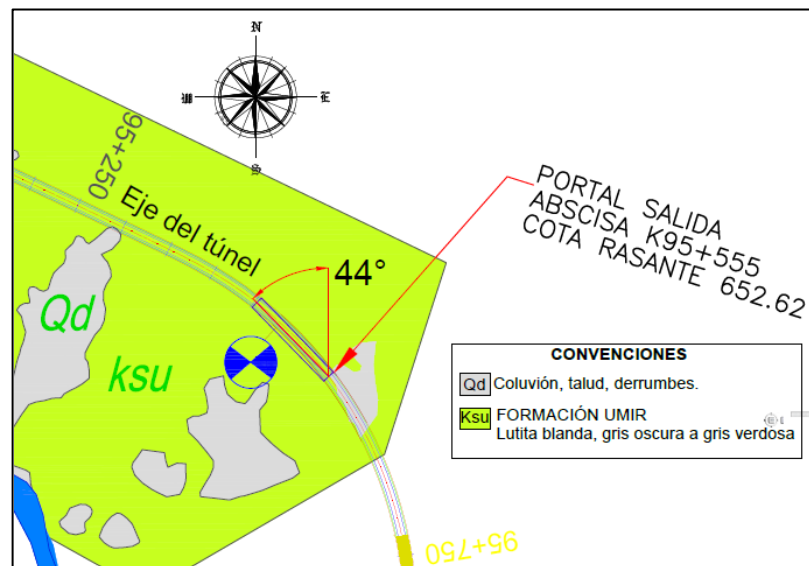 N
E
S
95+250
Eje del túnel
44°
PORTAL SALIDA
ABSCISA K95+555
COTA RASANTE 652.62
Qd
ksu
CONVENCIONES
Qd Coluvión, talud, derrumbes.
Ksu FORMACIÓN UMIR
Lutita blanda, gris oscura a gris verdosa
95+750